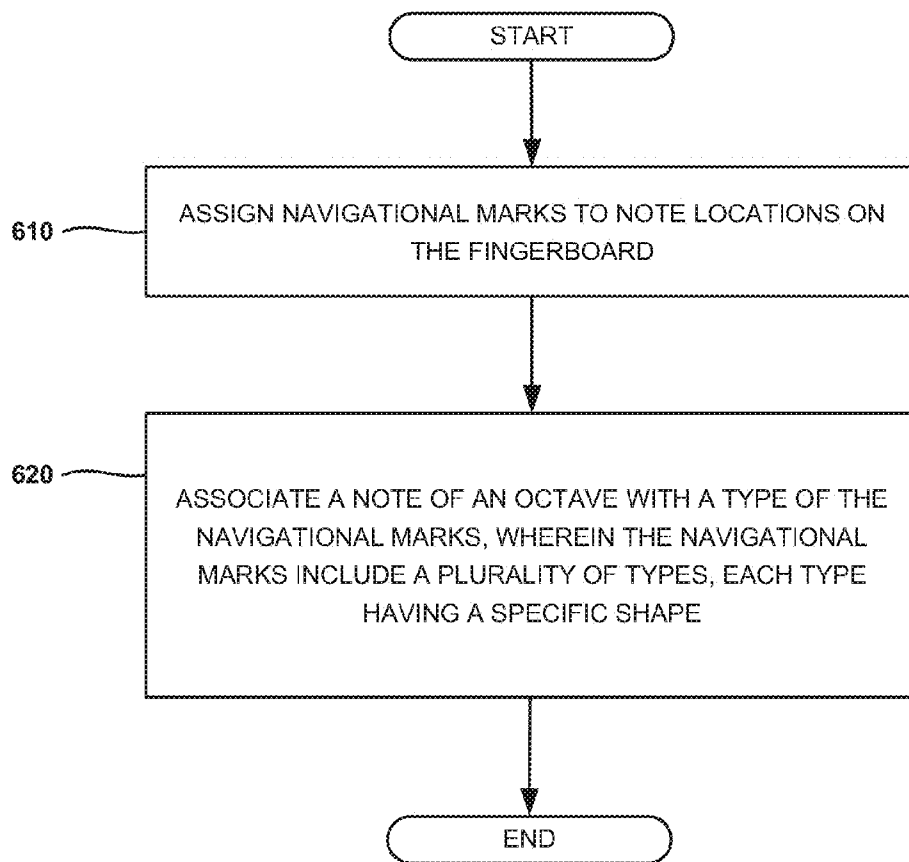 START
610
ASSIGN NAVIGATIONAL MARKS TO NOTE LOCATIONS ON
THE FINGERBOARD
620
ASSOCIATE A NOTE OF AN OCTAVE WITH A TYPE OF THE
NAVIGATIONAL MARKS, WHEREIN THE NAVIGATIONAL
MARKS INCLUDE A PLURALITY OF TYPES, EACH TYPE
HAVING A SPECIFIC SHAPE
END